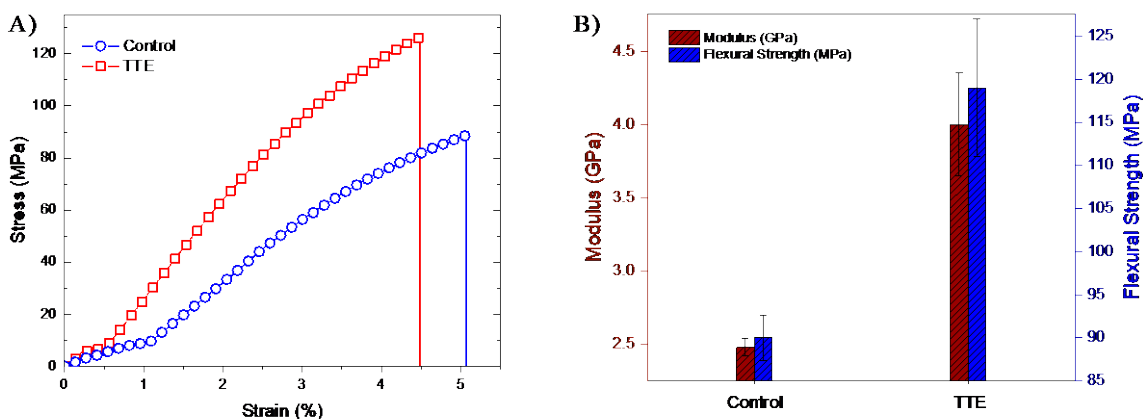 A)
Control
TTE
120
100
80
60
40
20
0
Stress (MPa)
0 1 2 3 4 5
Strain (%)
B)
Modulus (GPa)
Flexural Strength (MPa)
4.5
4.0
3.5
3.0
2.5
Modulus (GPa)
125
120
115
110
105
100
95
90
85
Flexural Strength (MPa)
Control TTE